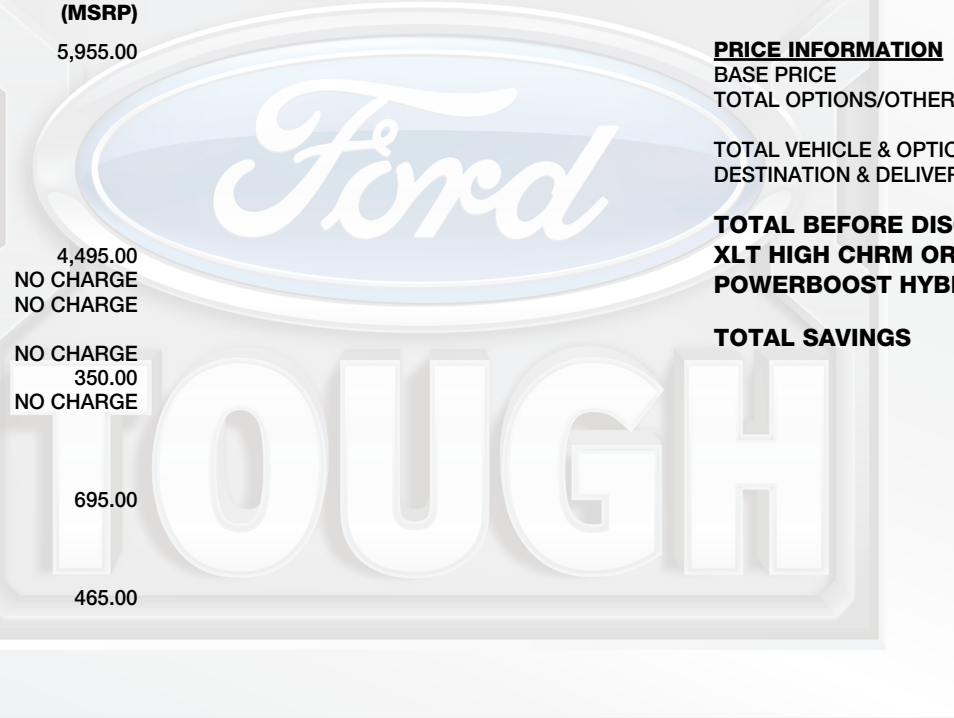 (MSRP)
5,955.00
4,495.00
NO CHARGE
NO CHARGE
NO CHARGE
350.00
NO CHARGE
695.00
465.00
PRICE INFORMATION
BASE PRICE
TOTAL OPTIONS/OTHER
TOTAL VEHICLE & OPTIO
DESTINATION & DELIVER
TOTAL BEFORE DIS
XLT HIGH CHRM OR
POWERBOOST HYB
TOTAL SAVINGS
Ford
TOUGH